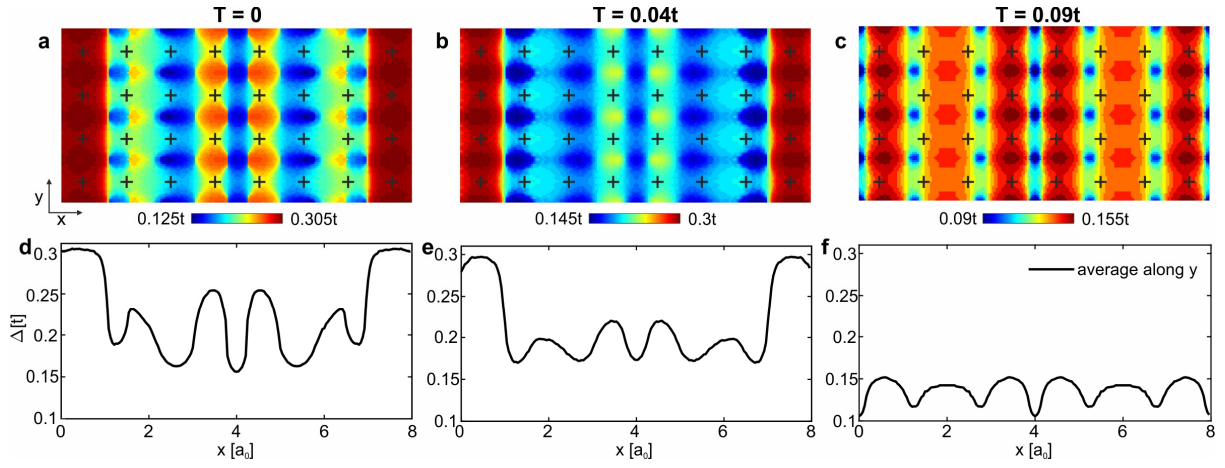 T = 0
T = 0.04t
T = 0.09t
a
b
c
y
x
0.125t 0.305t
0.145t 0.3t
0.09t 0.155t
d
e
f
0.3
0.25
0.2
0.15
0.1
Δ[t]
0 2 4 6 8
x [a₀]
0.3
0.25
0.2
0.15
0.1
0 2 4 6 8
x [a₀]
average along y
0.3
0.25
0.2
0.15
0.1
0 2 4 6 8
x [a₀]